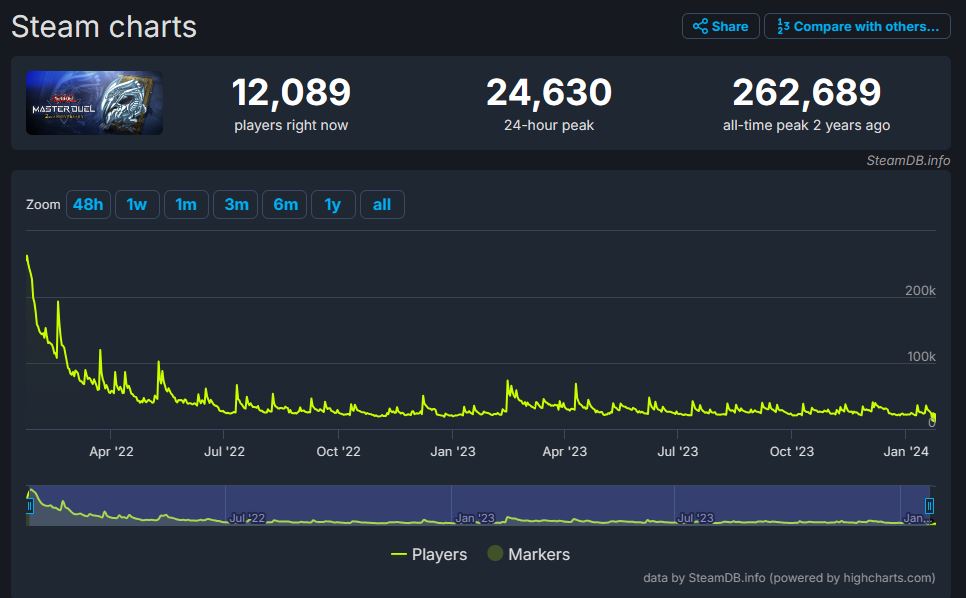 Steam charts
Share
Compare with others...
MASTER DUEL
12,089
24,630
262,689
players right now
24-hour peak
all-time peak 2 years ago
SteamDB.info
Zoom 48h 1w 1m 3m 6m 1y all
200k
100k
0
Apr '22 Jul '22 Oct '22 Jan '23 Apr '23 Jul '23 Oct '23 Jan '24
Jul '22 Jan '23 Jul '23 Jan...
Players Markers
data by SteamDB.info (powered by highcharts.com)